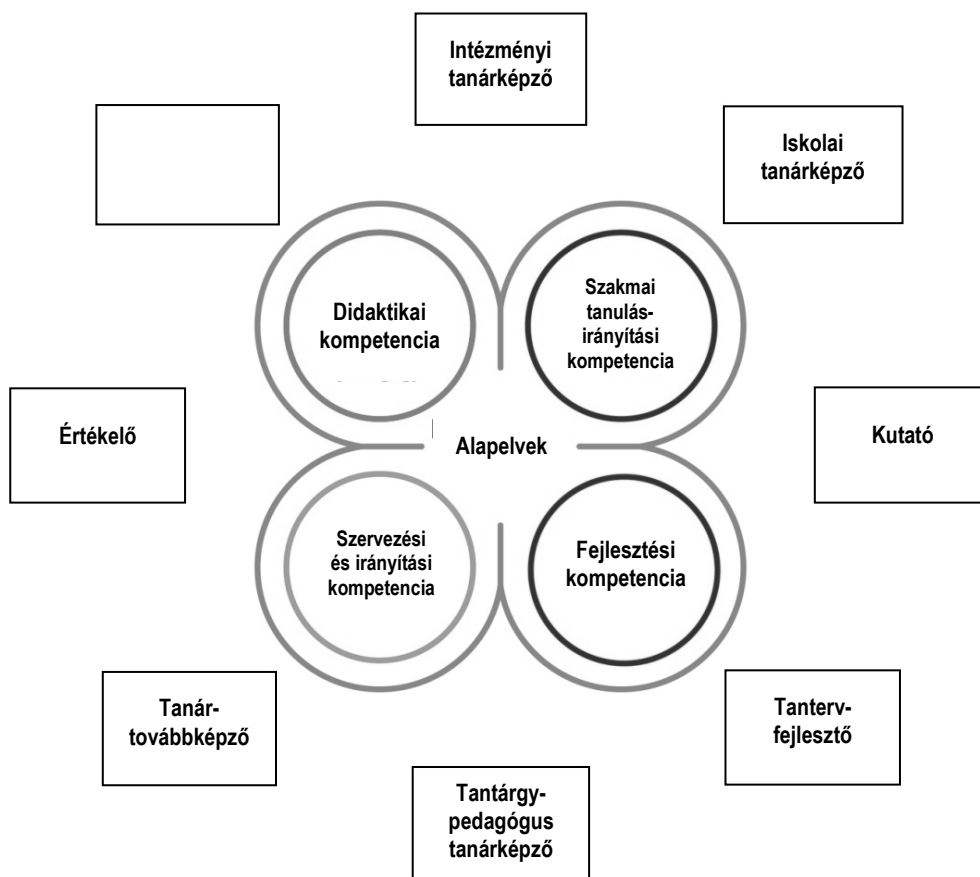 Intézményi
tanárképző
Iskolai
tanárképző
Didaktikai
kompetencia
Szakmai
tanulás-
irányítási
kompetencia
Értékelő
Alapelvek
Kutató
Szervezési
és irányítási
kompetencia
Fejlesztési
kompetencia
Tanár-
továbbképző
Tanterv-
fejlesztő
Tantárgy-
pedagógus
tanárképző